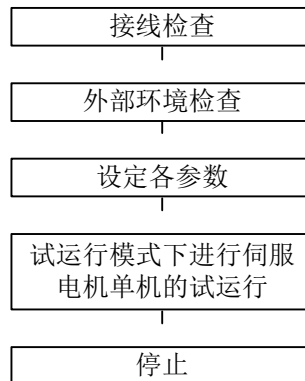 接线检查
外部环境检查
设定各参数
试运行模式下进行伺服
电机单机的试运行
停止